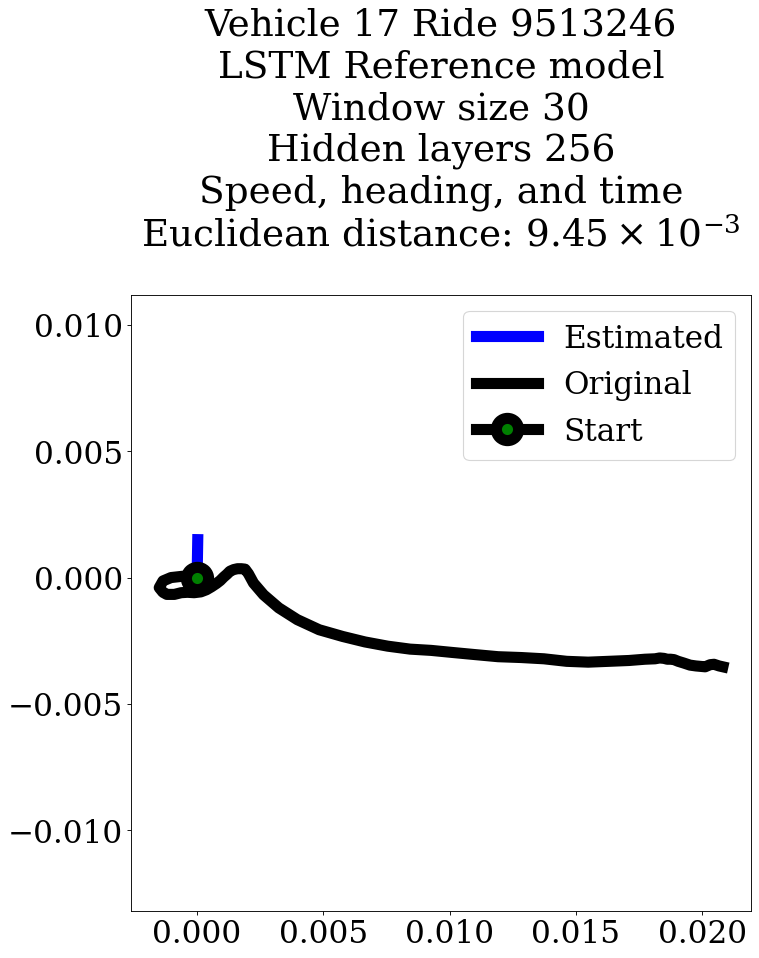 Vehicle 17 Ride 9513246
LSTM Reference model
Window size 30
Hidden layers 256
Speed, heading, and time
Euclidean distance: 9.45 × 10⁻³
Estimated
Original
Start
0.010
0.005
0.000
−0.005
−0.010
0.000 0.005 0.010 0.015 0.020